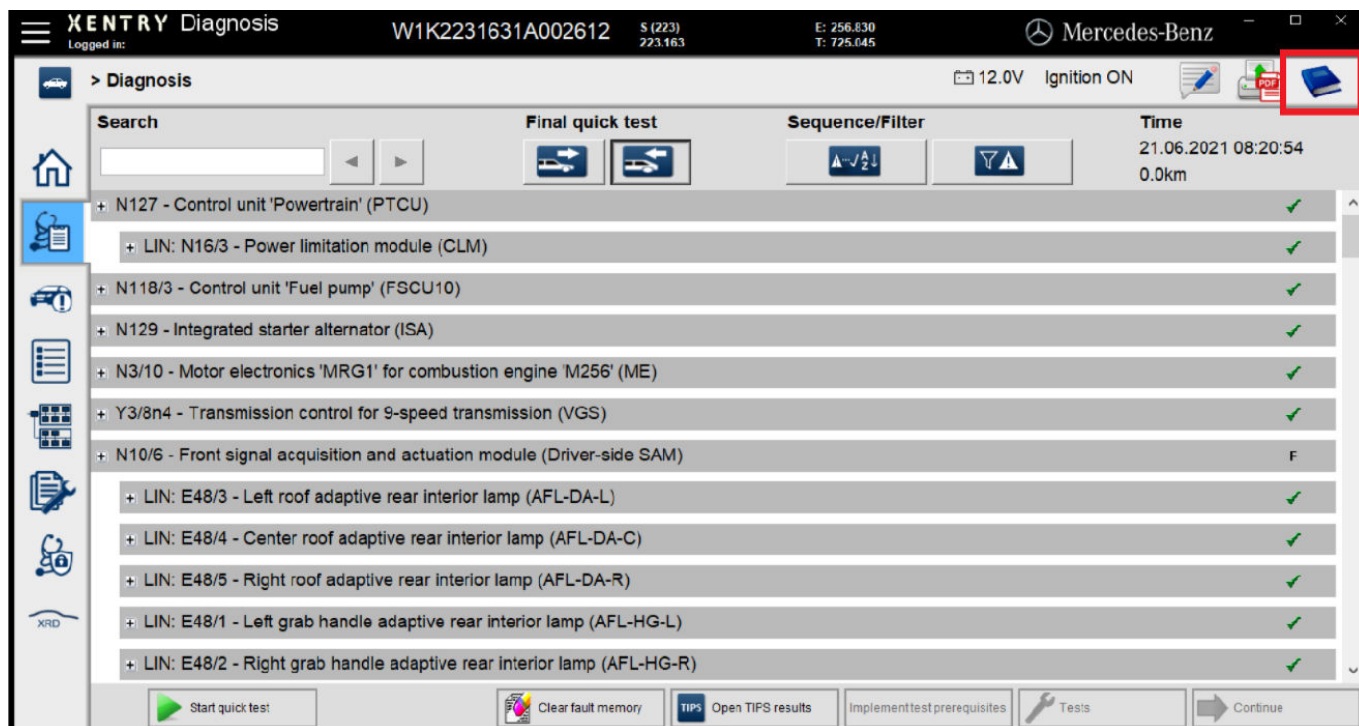 XENTRY Diagnosis
Logged in:
W1K2231631A002612
S (223)
223.163
E: 256.830
T: 725.045
Mercedes-Benz
> Diagnosis
12.0V
Ignition ON
PDF
Search
Final quick test
Sequence/Filter
Time
21.06.2021 08:20:54
0.0km
A
Z
+ N127 - Control unit 'Powertrain' (PTCU)
+ LIN: N16/3 - Power limitation module (CLM)
+ N118/3 - Control unit 'Fuel pump' (FSCU10)
+ N129 - Integrated starter alternator (ISA)
+ N3/10 - Motor electronics 'MRG1' for combustion engine 'M256' (ME)
+ Y3/8n4 - Transmission control for 9-speed transmission (VGS)
+ N10/6 - Front signal acquisition and actuation module (Driver-side SAM) F
+ LIN: E48/3 - Left roof adaptive rear interior lamp (AFL-DA-L)
+ LIN: E48/4 - Center roof adaptive rear interior lamp (AFL-DA-C)
+ LIN: E48/5 - Right roof adaptive rear interior lamp (AFL-DA-R)
+ LIN: E48/1 - Left grab handle adaptive rear interior lamp (AFL-HG-L)
+ LIN: E48/2 - Right grab handle adaptive rear interior lamp (AFL-HG-R)
XRD
Start quick test
Clear fault memory
TIPS Open TIPS results
Implement test prerequisites
Tests
Continue